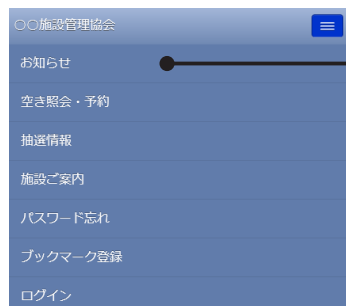 ○○施設管理協会
お知らせ
空き照会・予約
抽選情報
施設ご案内
パスワード忘れ
ブックマーク登録
ログイン